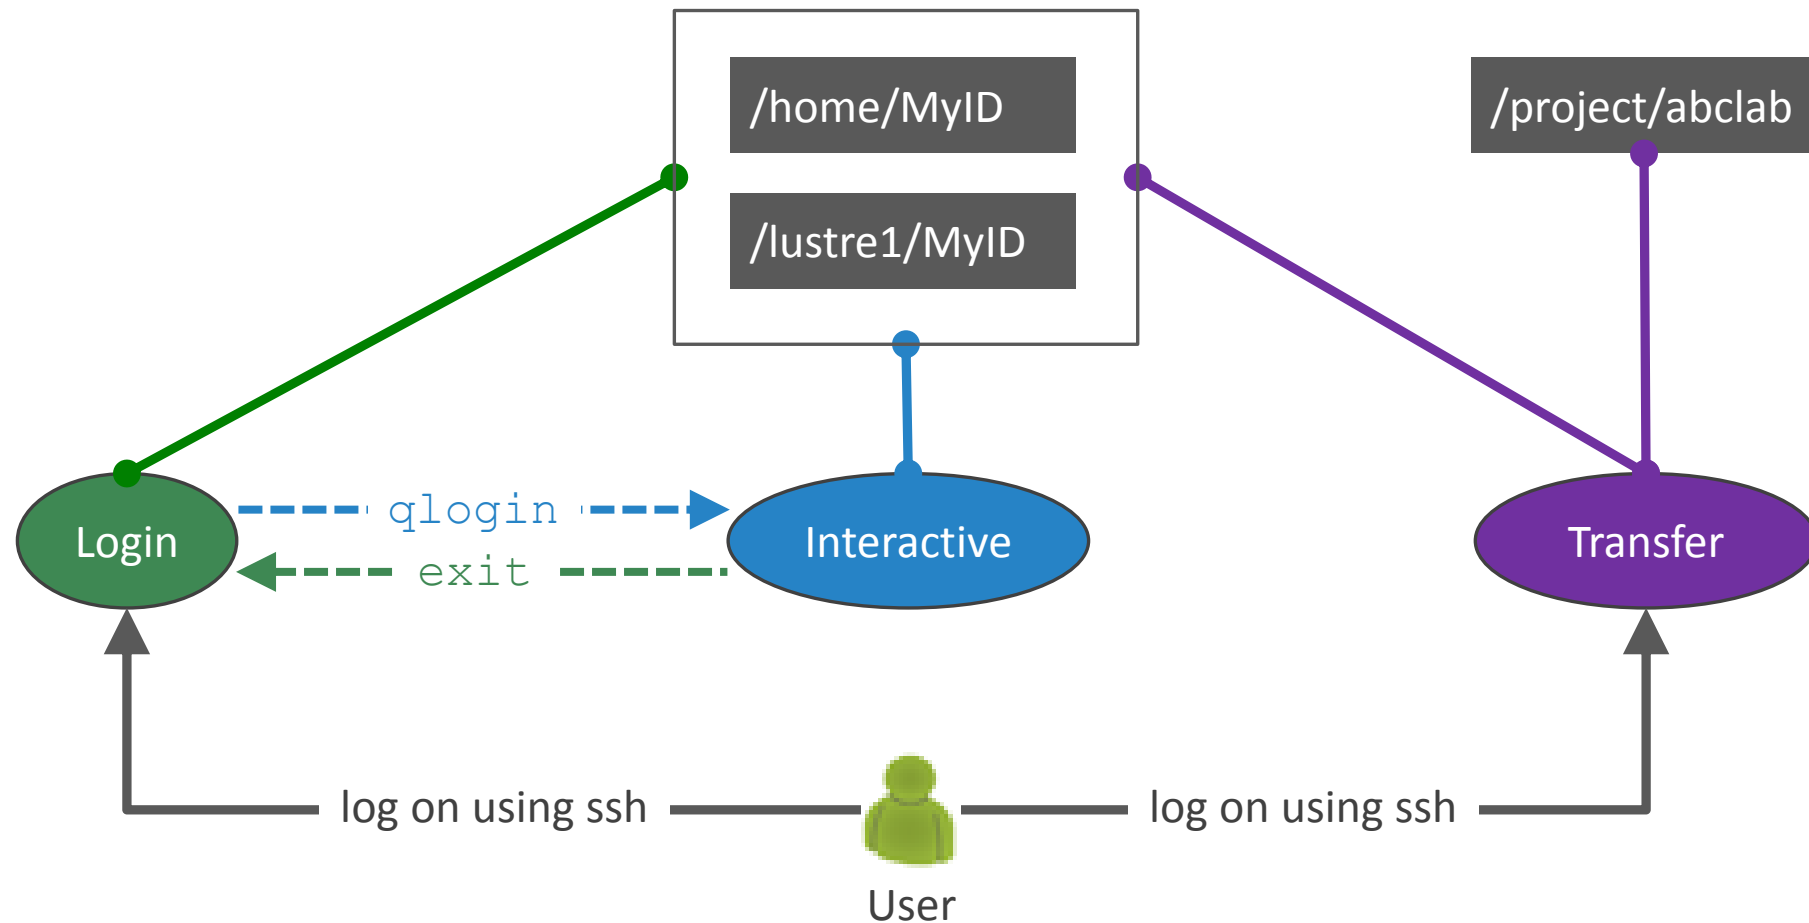 /home/MyID
/project/abclab
/lustre1/MyID
qlogin
Login
Interactive
Transfer
exit
log on using ssh
log on using ssh
User